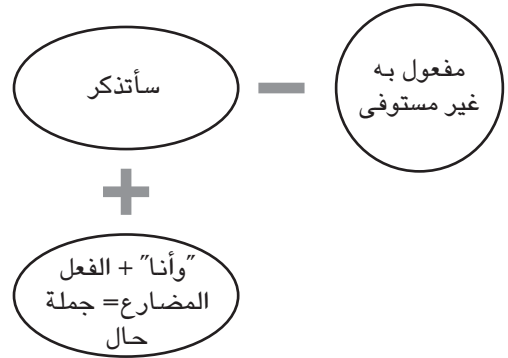 مفعول به
غير مستوفى
سأتذكر
−
+
"وأنا" + الفعل
المضارع= جملة
حال